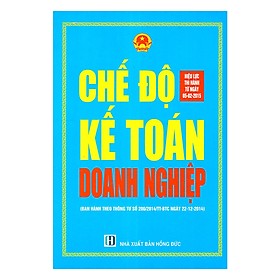 CHẾ ĐỘ
HIỆU LỰC
THI HÀNH
TỪ NGÀY
05-02-2015
KẾ TOÁN
DOANH NGHIỆP
(BAN HÀNH THEO THÔNG TƯ SỐ 200/2014/TT-BTC NGÀY 22-12-2014)
NHÀ XUẤT BẢN HỒNG ĐỨC